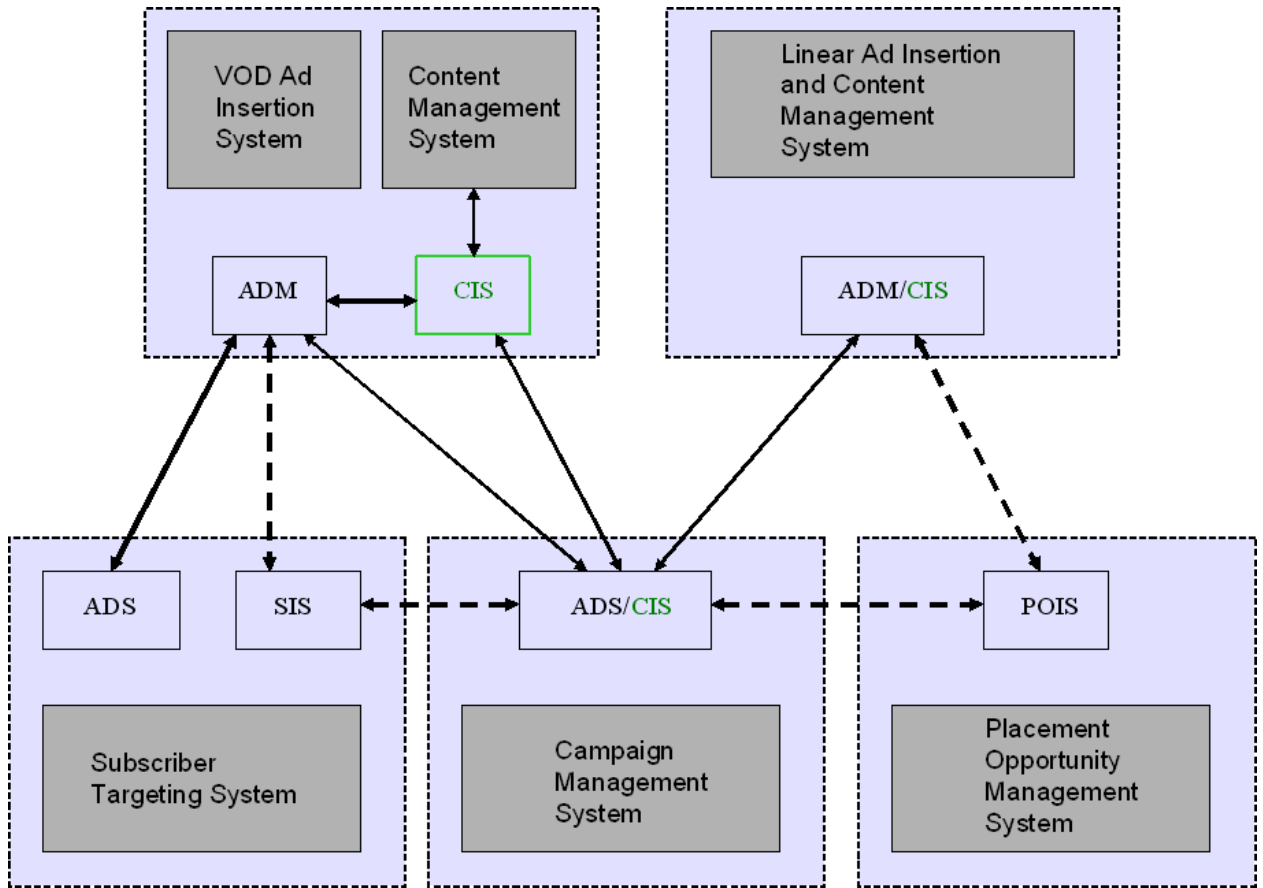 VOD Ad
Insertion
System
Content
Management
System
Linear Ad Insertion
and Content
Management
System
ADM
CIS
ADM/CIS
ADS
SIS
ADS/CIS
POIS
Subscriber
Targeting System
Campaign
Management
System
Placement
Opportunity
Management
System